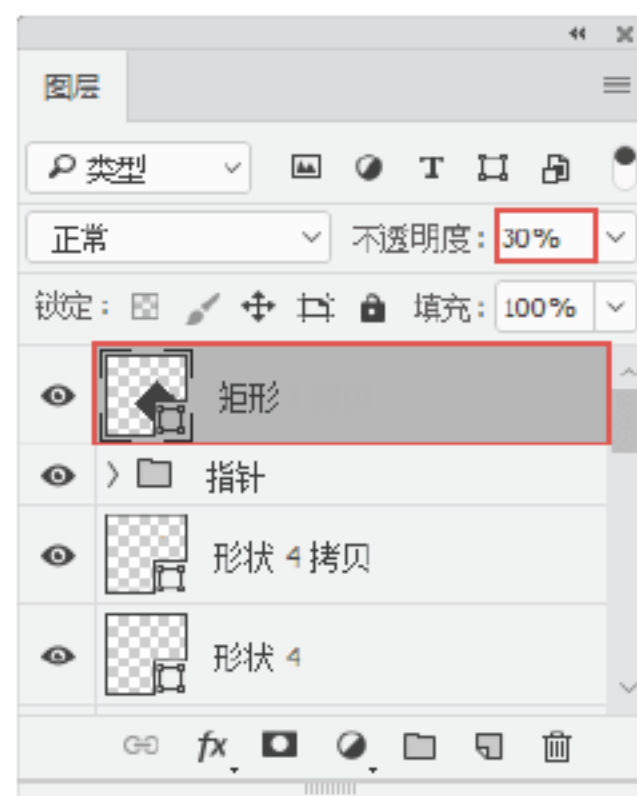 图层
类型
正常 不透明度: 30%
锁定: 填充: 100%
矩形
指针
形状 4 拷贝
形状 4
fx